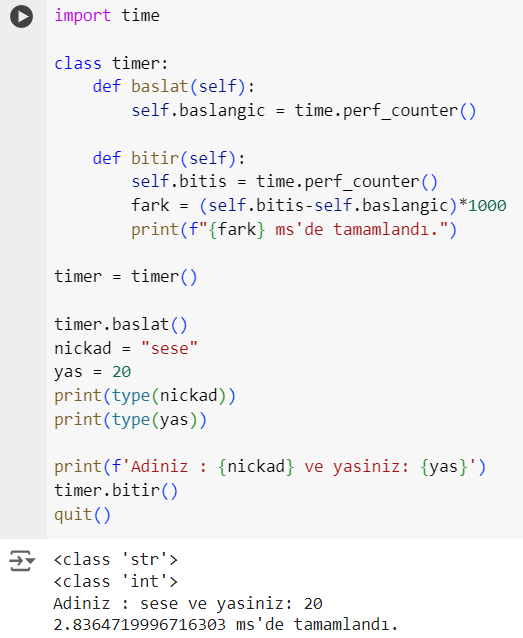 import time
class timer:
def baslat(self):
self.baslangic = time.perf_counter()
def bitir(self):
self.bitis = time.perf_counter()
fark = (self.bitis-self.baslangic)*1000
print(f"{fark} ms'de tamamlandı.")
timer = timer()
timer.baslat()
nickad = "sese"
yas = 20
print(type(nickad))
print(type(yas))
print(f'Adiniz : {nickad} ve yasiniz: {yas}')
timer.bitir()
quit()
<class 'str'>
<class 'int'>
Adiniz : sese ve yasiniz: 20
2.8364719996716303 ms'de tamamlandı.